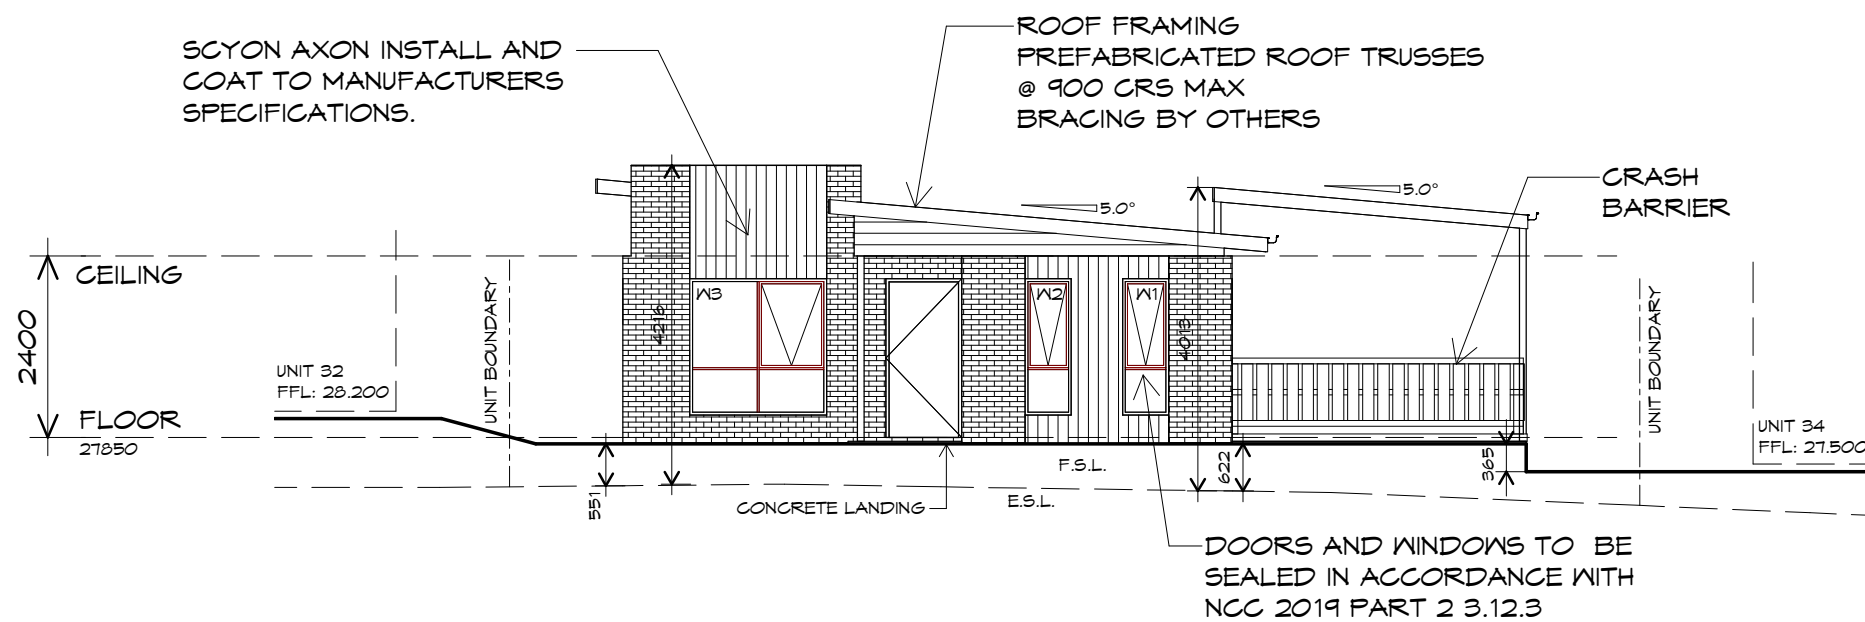 SCYON AXON INSTALL AND
COAT TO MANUFACTURERS
SPECIFICATIONS.
ROOF FRAMING
PREFABRICATED ROOF TRUSSES
@ 900 CRS MAX
BRACING BY OTHERS
CRASH
BARRIER
5.0°
5.0°
CEILING
2400
FLOOR
27850
UNIT 32
FFL: 28.200
UNIT BOUNDARY
W3
4216
W2
W1
4013
UNIT BOUNDARY
UNIT 34
FFL: 27.500
551
F.S.L.
622
365
E.S.L.
CONCRETE LANDING
DOORS AND WINDOWS TO BE
SEALED IN ACCORDANCE WITH
NCC 2019 PART 2 3.12.3